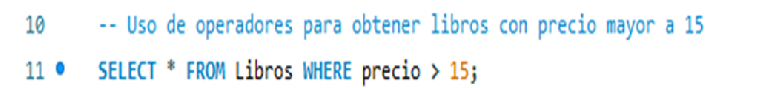 10 -- Uso de operadores para obtener libros con precio mayor a 15
11 SELECT * FROM Libros WHERE precio > 15;